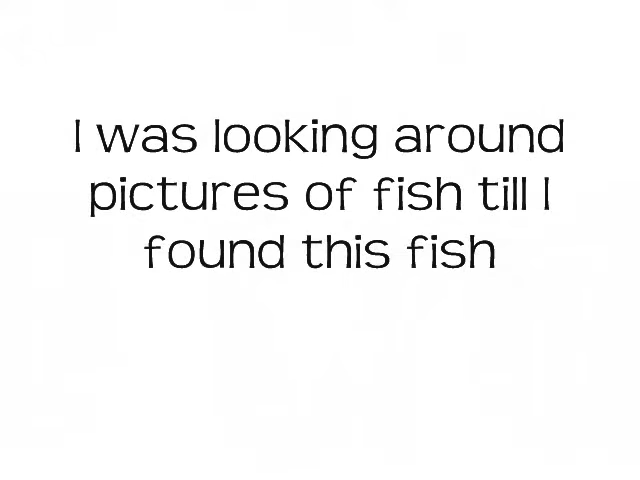 I was looking around
pictures of fish till I
found this fish